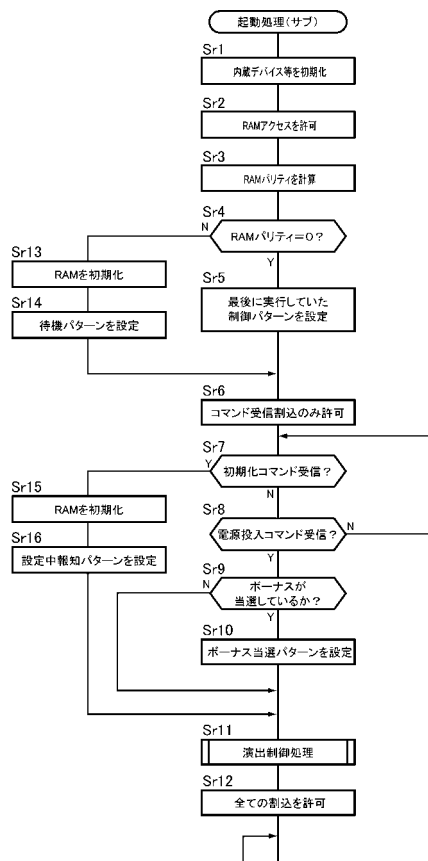 起動処理(サブ)
Sr1
内蔵デバイス等を初期化
Sr2
RAMアクセスを許可
Sr3
RAMパリティを計算
Sr4
N
RAMパリティ=0?
Y
Sr13
RAMを初期化
Sr14
待機パターンを設定
Sr5
最後に実行していた
制御パターンを設定
Sr6
コマンド受信割込のみ許可
Sr7
Y
初期化コマンド受信?
N
Sr15
RAMを初期化
Sr16
設定中報知パターンを設定
Sr8
電源投入コマンド受信?
N
Y
Sr9
N
ボーナスが
当選しているか?
Y
Sr10
ボーナス当選パターンを設定
Sr11
演出制御処理
Sr12
全ての割込を許可